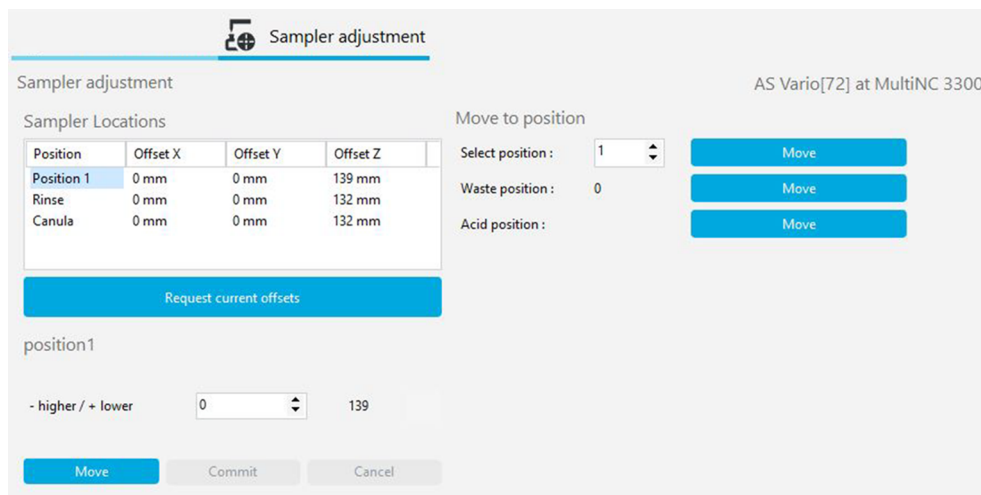 Sampler adjustment
Sampler adjustment
AS Vario[72] at MultiNC 3300
Sampler Locations
Position Offset X Offset Y Offset Z
Position 1 0 mm 0 mm 139 mm
Rinse 0 mm 0 mm 132 mm
Canula 0 mm 0 mm 132 mm
Request current offsets
position1
- higher / + lower 0 139
Move Commit Cancel
Move to position
Select position : 1 Move
Waste position : 0 Move
Acid position : Move